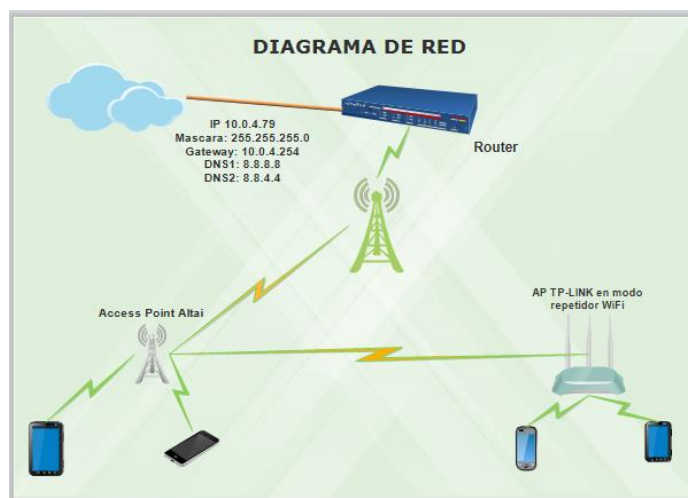 DIAGRAMA DE RED
IP 10.0.4.79
Mascara: 255.255.255.0
Gateway: 10.0.4.254
DNS1: 8.8.8.8
DNS2: 8.8.4.4
Router
Access Point Altai
AP TP-LINK en modo
repetidor WiFi